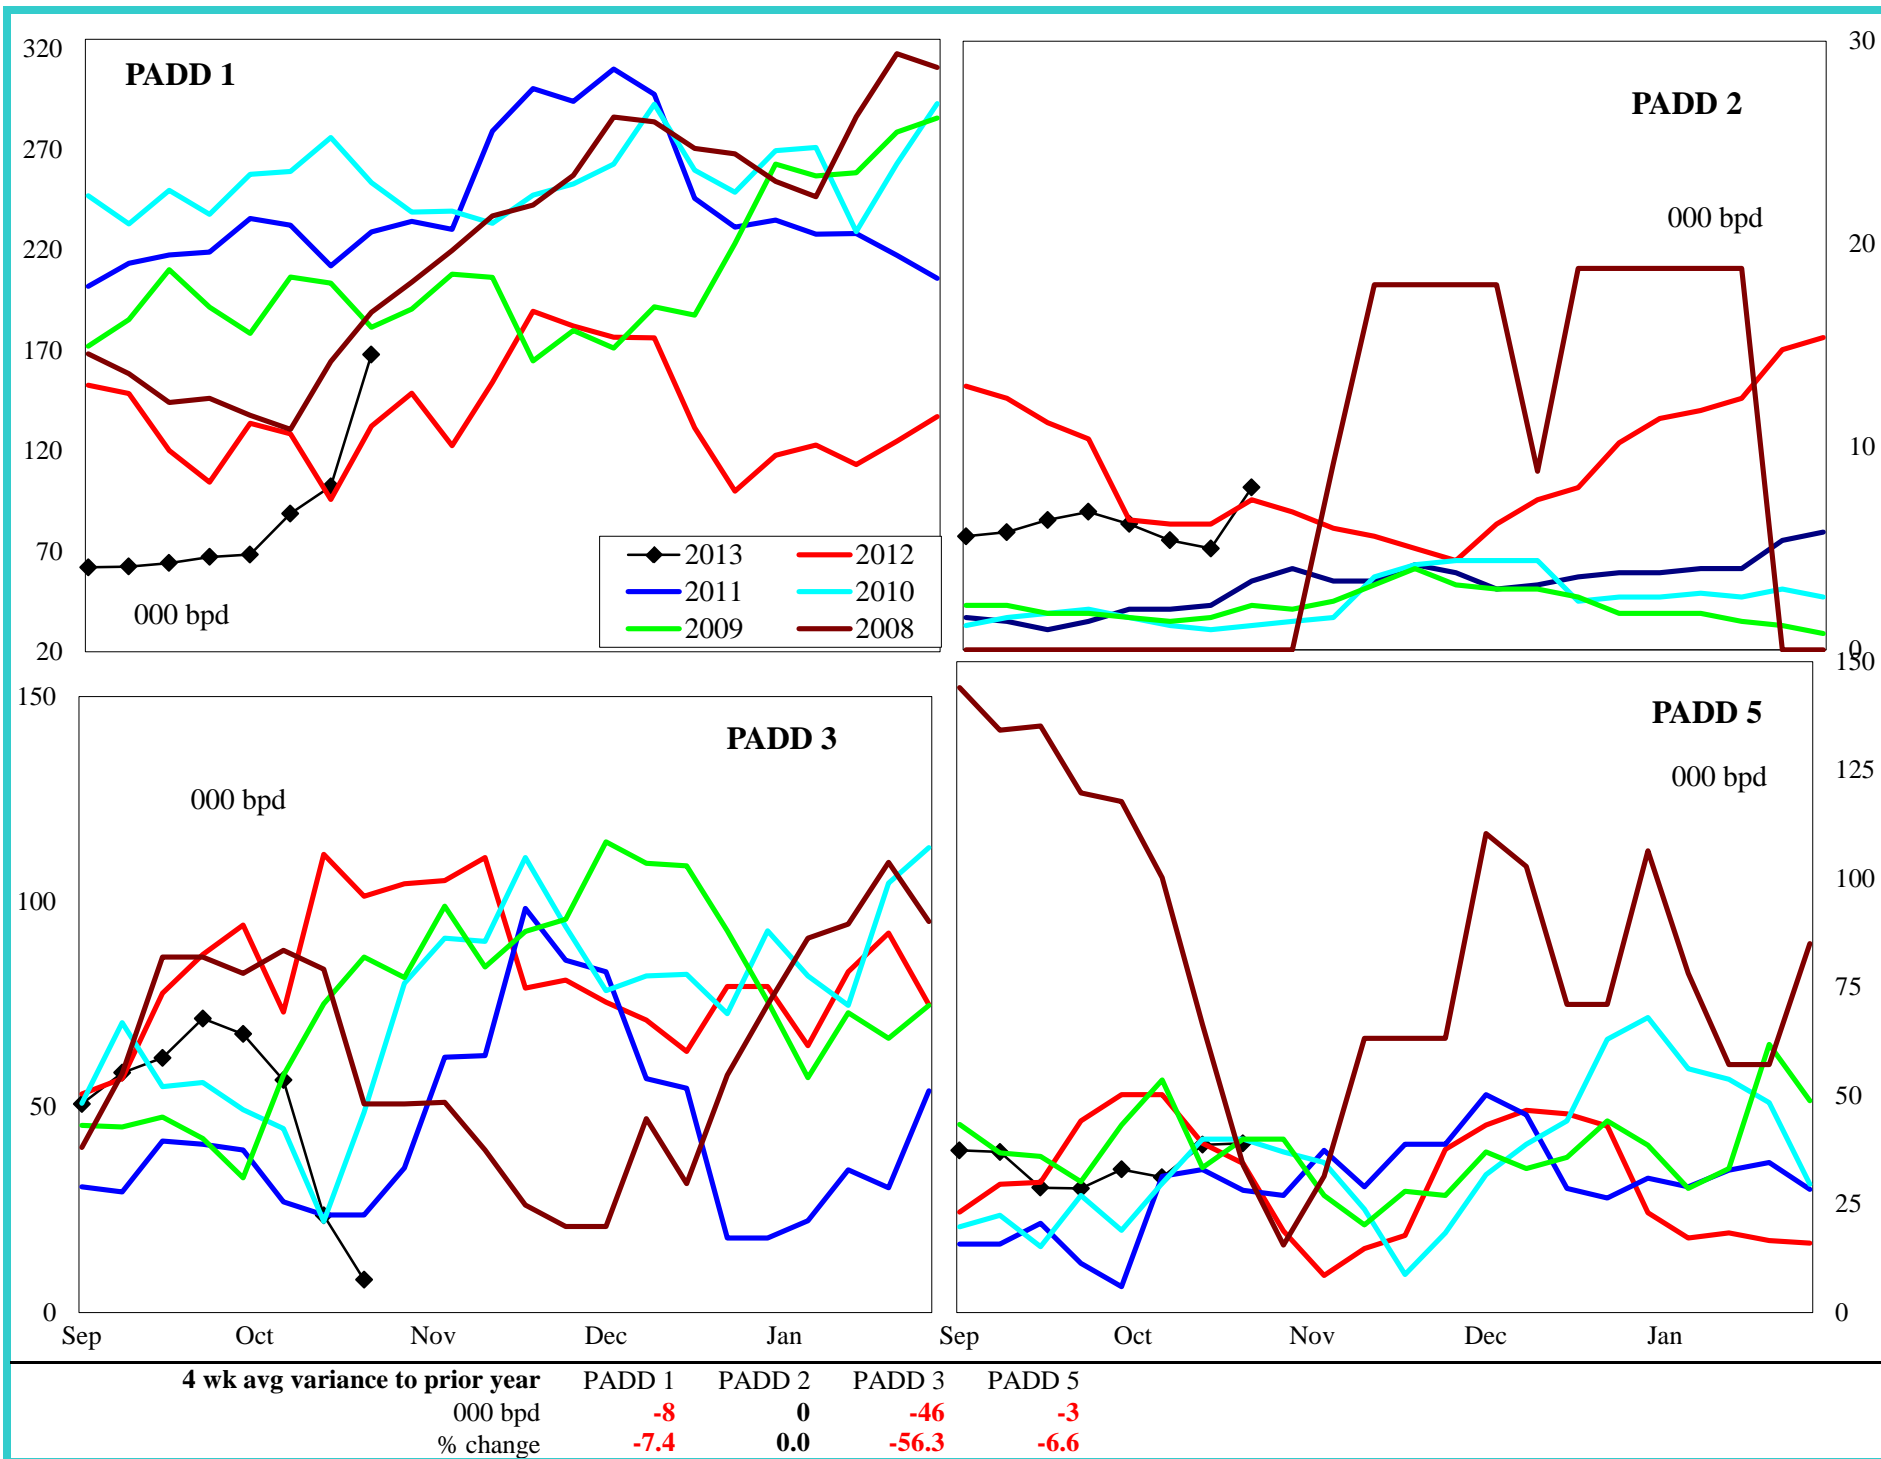 PADD 1
320
270
220
170
120
70
20
000 bpd
2013 2012
2011 2010
2009 2008
PADD 2
000 bpd
30
20
10
0
PADD 3
000 bpd
150
100
50
0
Sep Oct Nov Dec Jan
PADD 5
000 bpd
150
125
100
75
50
25
0
Sep Oct Nov Dec Jan
4 wk avg variance to prior year PADD 1 PADD 2 PADD 3 PADD 5
000 bpd -8 0 -46 -3
% change -7.4 0.0 -56.3 -6.6